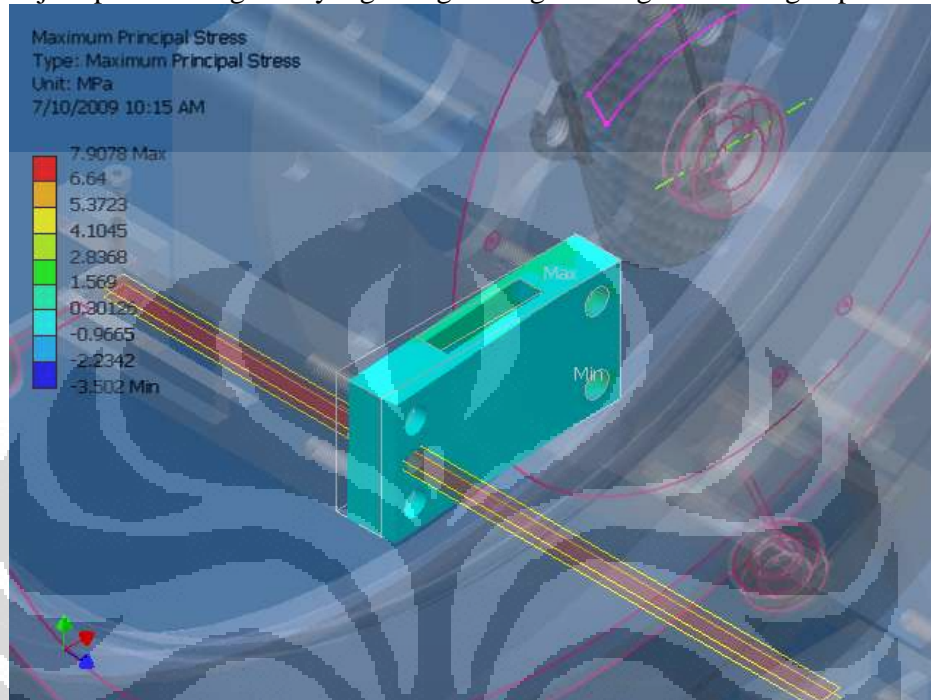 Maximum Principal Stress
Type: Maximum Principal Stress
Unit: MPa
7/10/2009 10:15 AM
7.9078 Max
6.64
5.3723
4.1045
2.8368
1.569
0.30126
-0.9665
-2.2342
-3.502 Min
Max
Min